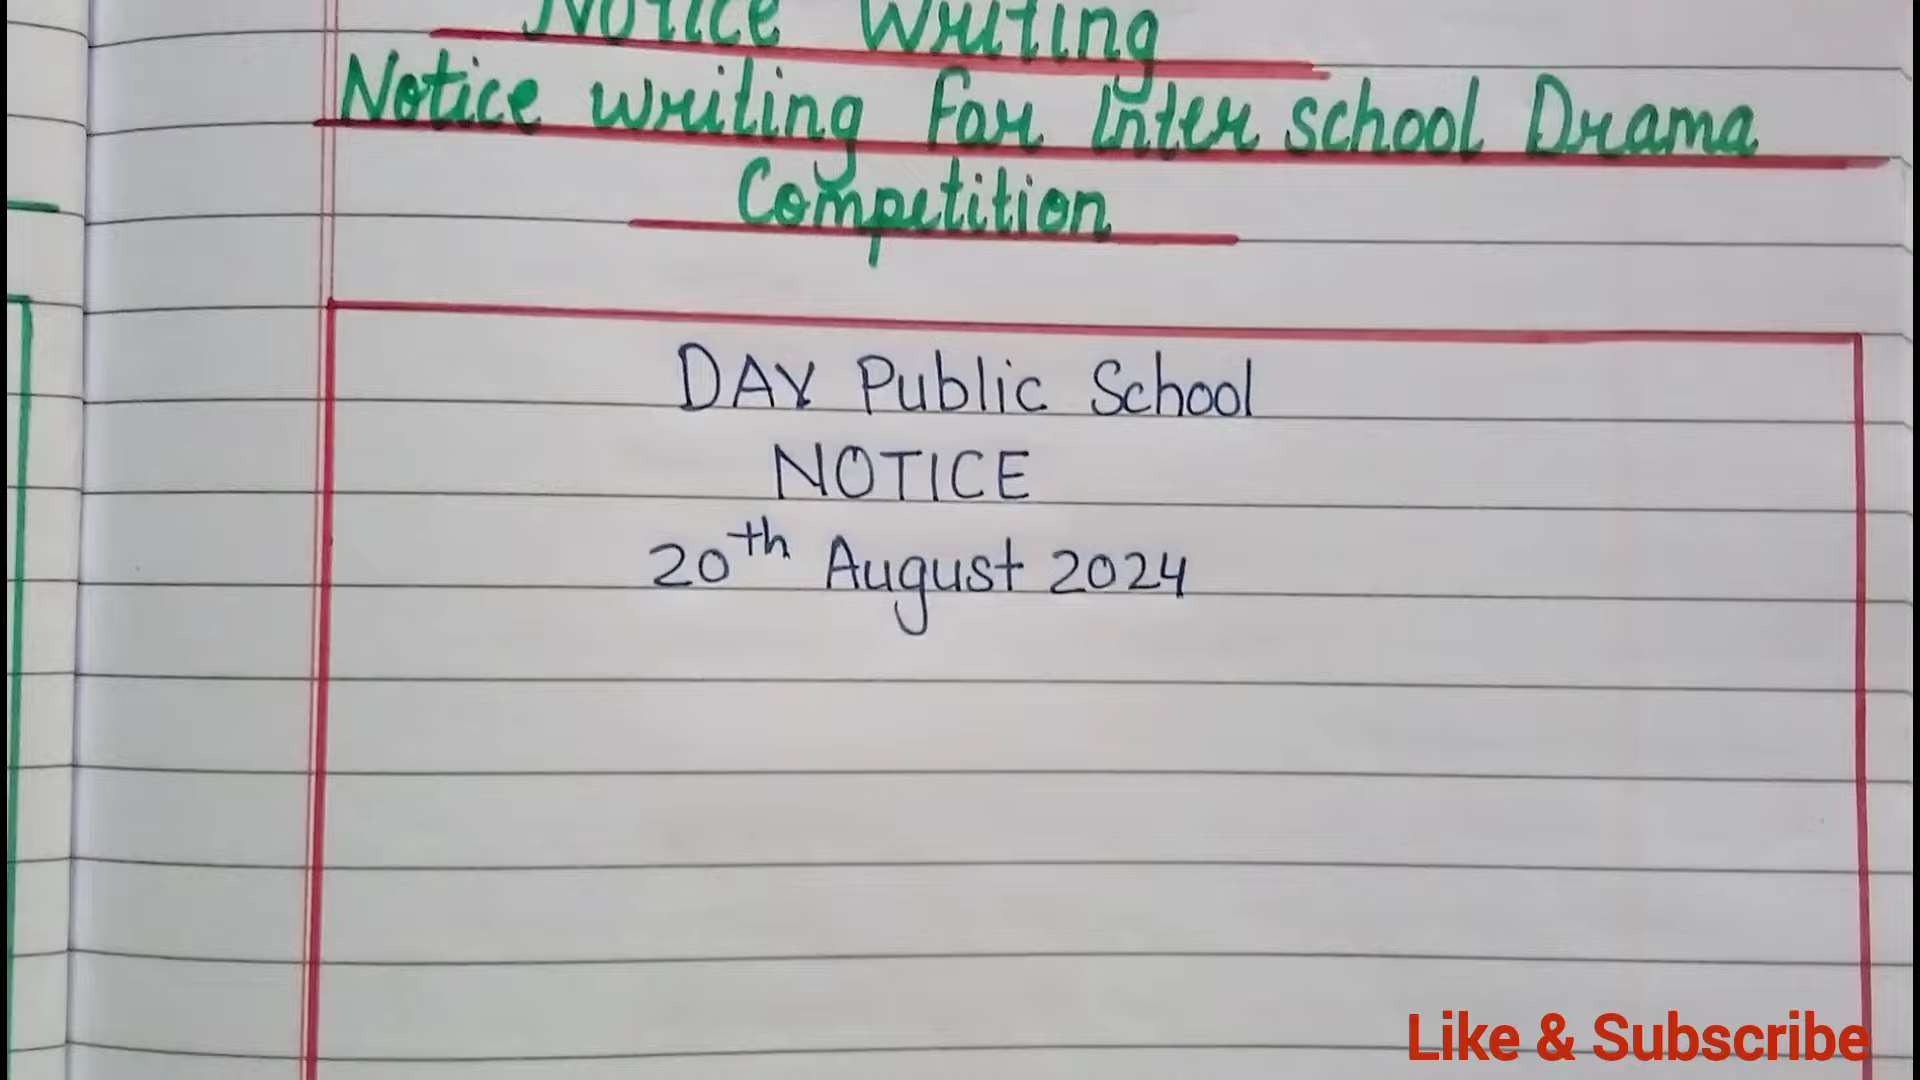 Notice Writing
Notice writing for Inter school Drama
Competition
DAV Public School
NOTICE
20th August 2024
Like & Subscribe